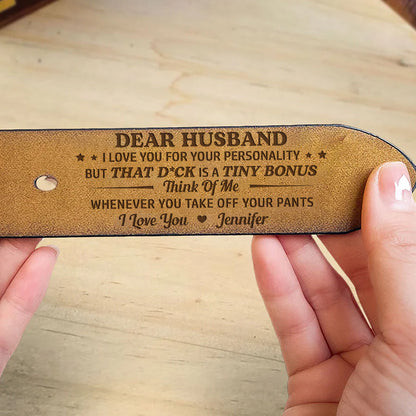 DEAR HUSBAND
★ ★ I LOVE YOU FOR YOUR PERSONALITY ★ ★
BUT THAT D*CK IS A TINY BONUS
Think Of Me
WHENEVER YOU TAKE OFF YOUR PANTS
I Love You ♥ Jennifer